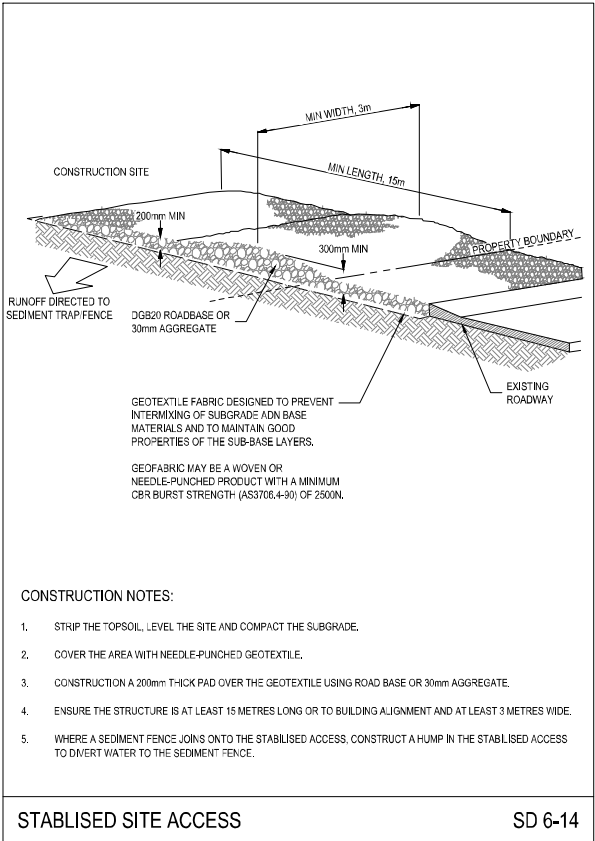 MIN WIDTH, 3m
CONSTRUCTION SITE
MIN LENGTH, 15m
200mm MIN
300mm MIN
PROPERTY BOUNDARY
RUNOFF DIRECTED TO
SEDIMENT TRAP/FENCE
DGB20 ROADBASE OR
30mm AGGREGATE
EXISTING
ROADWAY
GEOTEXTILE FABRIC DESIGNED TO PREVENT
INTERMIXING OF SUBGRADE ADN BASE
MATERIALS AND TO MAINTAIN GOOD
PROPERTIES OF THE SUB-BASE LAYERS.
GEOFABRIC MAY BE A WOVEN OR
NEEDLE-PUNCHED PRODUCT WITH A MINIMUM
CBR BURST STRENGTH (AS3706.4-90) OF 2500N.
CONSTRUCTION NOTES:
1. STRIP THE TOPSOIL, LEVEL THE SITE AND COMPACT THE SUBGRADE.
2. COVER THE AREA WITH NEEDLE-PUNCHED GEOTEXTILE.
3. CONSTRUCTION A 200mm THICK PAD OVER THE GEOTEXTILE USING ROAD BASE OR 30mm AGGREGATE.
4. ENSURE THE STRUCTURE IS AT LEAST 15 METRES LONG OR TO BUILDING ALIGNMENT AND AT LEAST 3 METRES WIDE.
5. WHERE A SEDIMENT FENCE JOINS ONTO THE STABILISED ACCESS, CONSTRUCT A HUMP IN THE STABILISED ACCESS
TO DIVERT WATER TO THE SEDIMENT FENCE.
STABLISED SITE ACCESS
SD 6-14